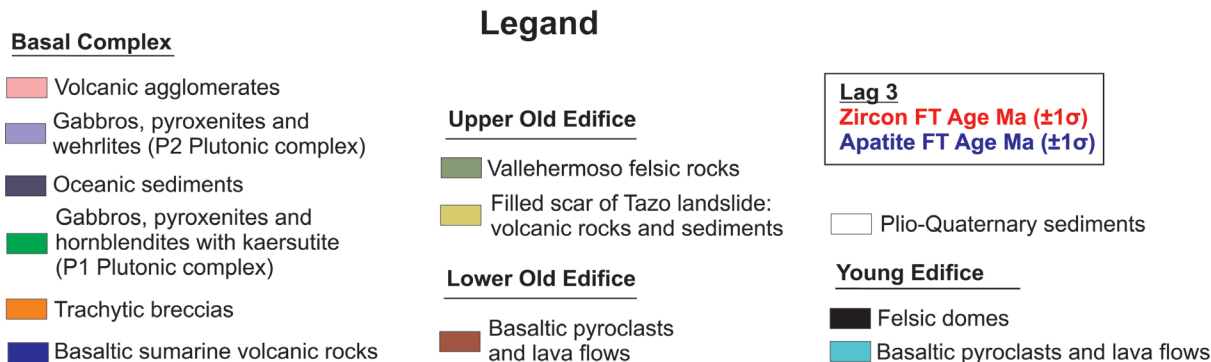 Legand
Basal Complex
Volcanic agglomerates
Gabbros, pyroxenites and
wehrlites (P2 Plutonic complex)
Oceanic sediments
Gabbros, pyroxenites and
hornblendites with kaersutite
(P1 Plutonic complex)
Trachytic breccias
Basaltic sumarine volcanic rocks
Upper Old Edifice
Vallehermoso felsic rocks
Filled scar of Tazo landslide:
volcanic rocks and sediments
Lower Old Edifice
Basaltic pyroclasts
and lava flows
Lag 3
Zircon FT Age Ma (±1σ)
Apatite FT Age Ma (±1σ)
Plio-Quaternary sediments
Young Edifice
Felsic domes
Basaltic pyroclasts and lava flows